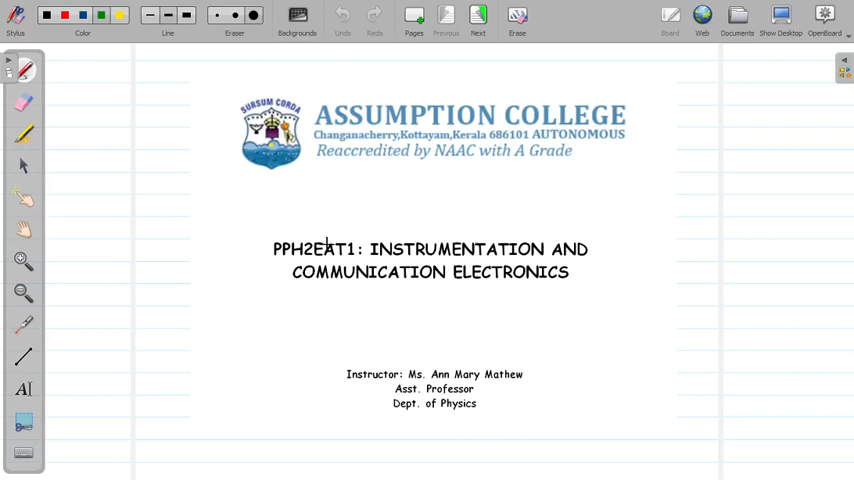 Stylus
Color
Line
Eraser
Backgrounds
Undo
Redo
Pages
Previous
Next
Erase
Board
Web
Documents
Show Desktop
OpenBoard
SURSUM CORDA
ASSUMPTION COLLEGE
Changanacherry,Kottayam,Kerala 686101 AUTONOMOUS
Reaccredited by NAAC with A Grade
PPH2EAT1: INSTRUMENTATION AND
COMMUNICATION ELECTRONICS
Instructor: Ms. Ann Mary Mathew
Asst. Professor
Dept. of Physics